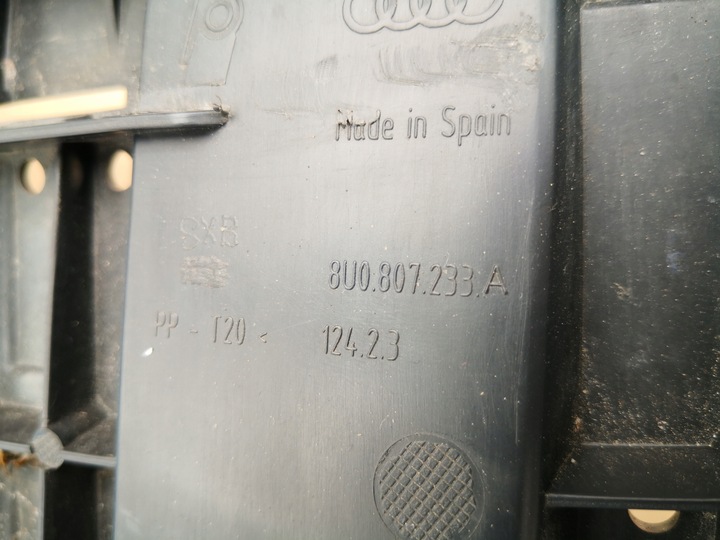 Made in Spain
SXB
8U0.807.233.A
PP - T20 <
124.2.3